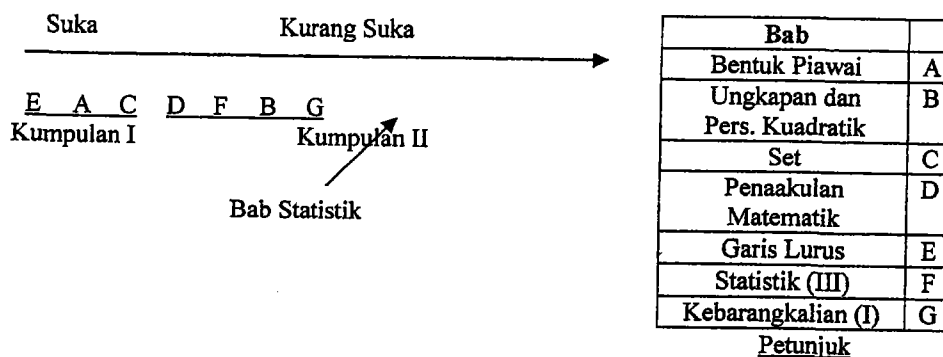 Suka Kurang Suka
E A C D F B G
Kumpulan I Kumpulan II
Bab Statistik
Bab
Bentuk Piawai A
Ungkapan dan B
Pers. Kuadratik
Set C
Penaakulan D
Matematik
Garis Lurus E
Statistik (III) F
Kebarangkalian (I) G
Petunjuk